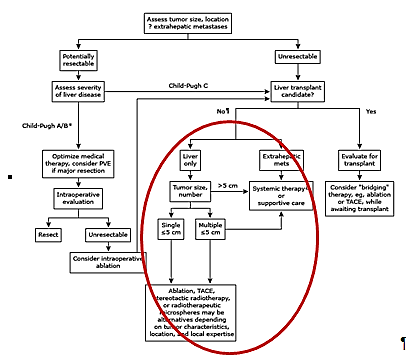 Assess tumor size, location
? extrahepatic metastases
Potentially
resectable
Unresectable
Assess severity
of liver disease
Child-Pugh C
Liver transplant
candidate?
No¶
Yes
Child-Pugh A/B*
Optimize medical
therapy, consider PVE
if major resection
Liver
only
Extrahepatic
mets
Evaluate for
transplant
Intraoperative
evaluation
Tumor size,
number
>5 cm
Systemic therapy
or
supportive care
Consider "bridging"
therapy, eg, ablation
or TACE, while
awaiting transplant
Resect
Unresectable
Single
≤5 cm
Multiple
≤5 cm
Consider intraoperative
ablation
Ablation, TACE,
stereotactic radiotherapy,
or radiotherapeutic
microspheres may be
alternatives depending
on tumor characteristics,
location, and local expertise
¶